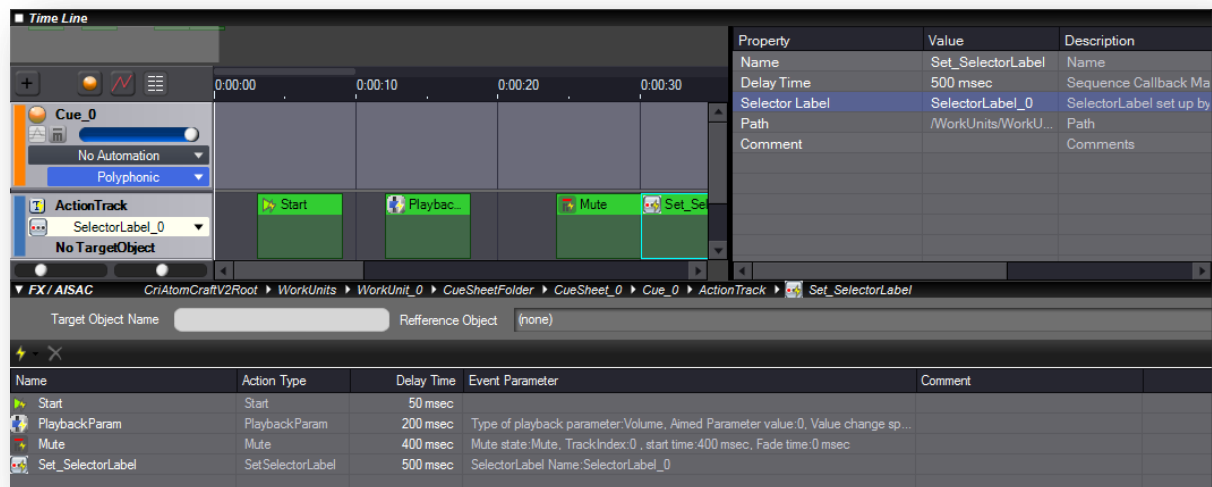 Time Line
0:00:00 0:00:10 0:00:20 0:00:30
Cue_0
No Automation
Polyphonic
ActionTrack
SelectorLabel_0
No TargetObject
Start Playbac... Mute Set_Sel
Property Value Description
Name Set_SelectorLabel Name
Delay Time 500 msec Sequence Callback Ma
Selector Label SelectorLabel_0 SelectorLabel set up by
Path /WorkUnits/WorkU... Path
Comment Comments
FX / AISAC CriAtomCraftV2Root WorkUnits WorkUnit_0 CueSheetFolder CueSheet_0 Cue_0 ActionTrack Set_SelectorLabel
Target Object Name Refference Object (none)
Name Action Type Delay Time Event Parameter Comment
Start Start 50 msec
PlaybackParam PlaybackParam 200 msec Type of playback parameter:Volume, Aimed Parameter value:0, Value change sp...
Mute Mute 400 msec Mute state:Mute, TrackIndex:0 , start time:400 msec, Fade time:0 msec
Set_SelectorLabel SetSelectorLabel 500 msec SelectorLabel Name:SelectorLabel_0